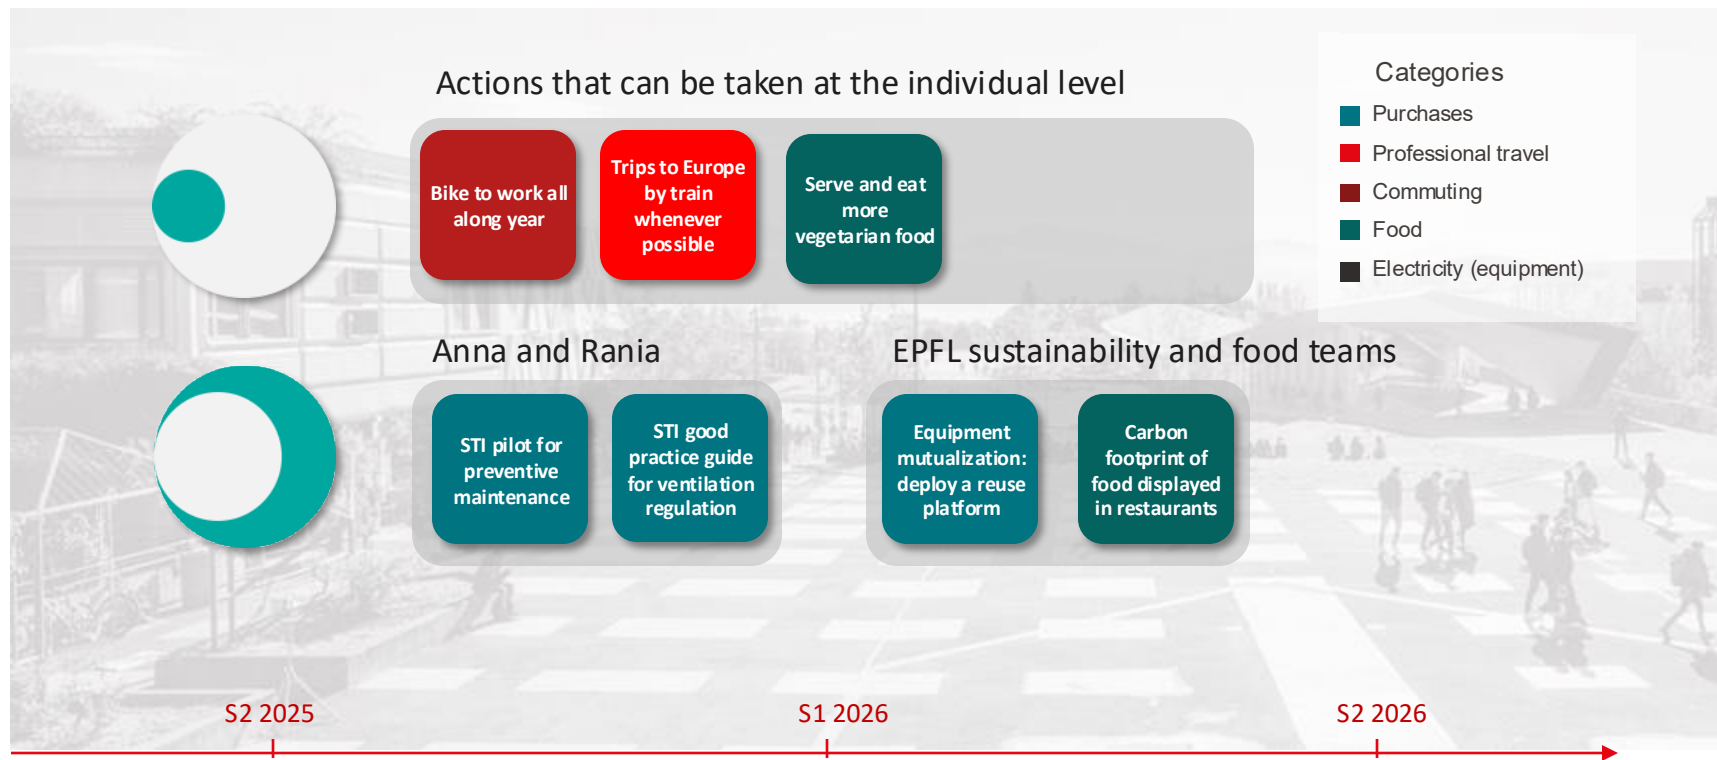 Actions that can be taken at the individual level
Bike to work all
along year
Trips to Europe
by train
whenever
possible
Serve and eat
more
vegetarian food
Categories
Purchases
Professional travel
Commuting
Food
Electricity (equipment)
Anna and Rania
STI pilot for
preventive
maintenance
STI good
practice guide
for ventilation
regulation
EPFL sustainability and food teams
Equipment
mutualization:
deploy a reuse
platform
Carbon
footprint of
food displayed
in restaurants
S2 2025
S1 2026
S2 2026